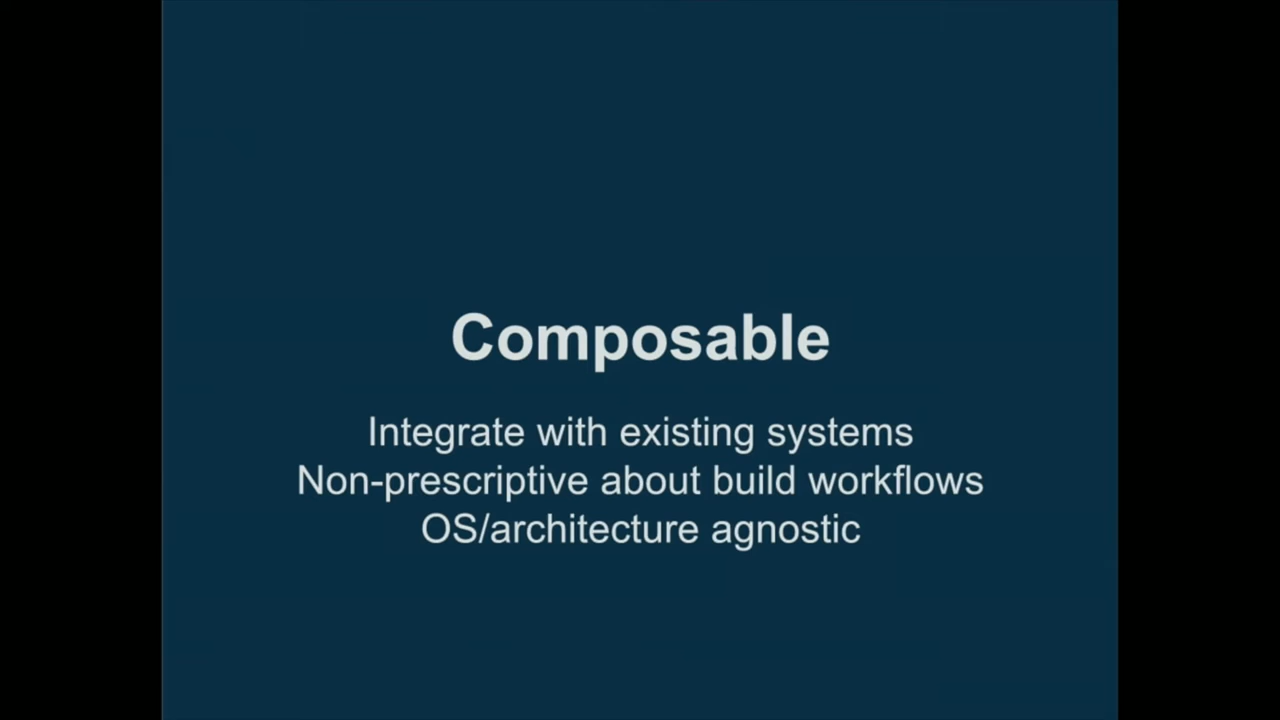 Composable
Integrate with existing systems
Non-prescriptive about build workflows
OS/architecture agnostic